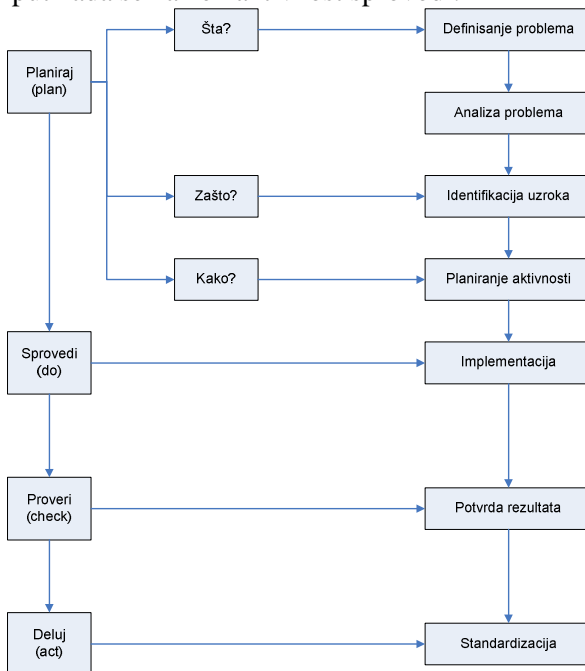 Šta?
Definisanje problema
Planiraj
(plan)
Analiza problema
Zašto?
Identifikacija uzroka
Kako?
Planiranje aktivnosti
Sprovedi
(do)
Implementacija
Proveri
(check)
Potvrda rezultata
Deluj
(act)
Standardizacija